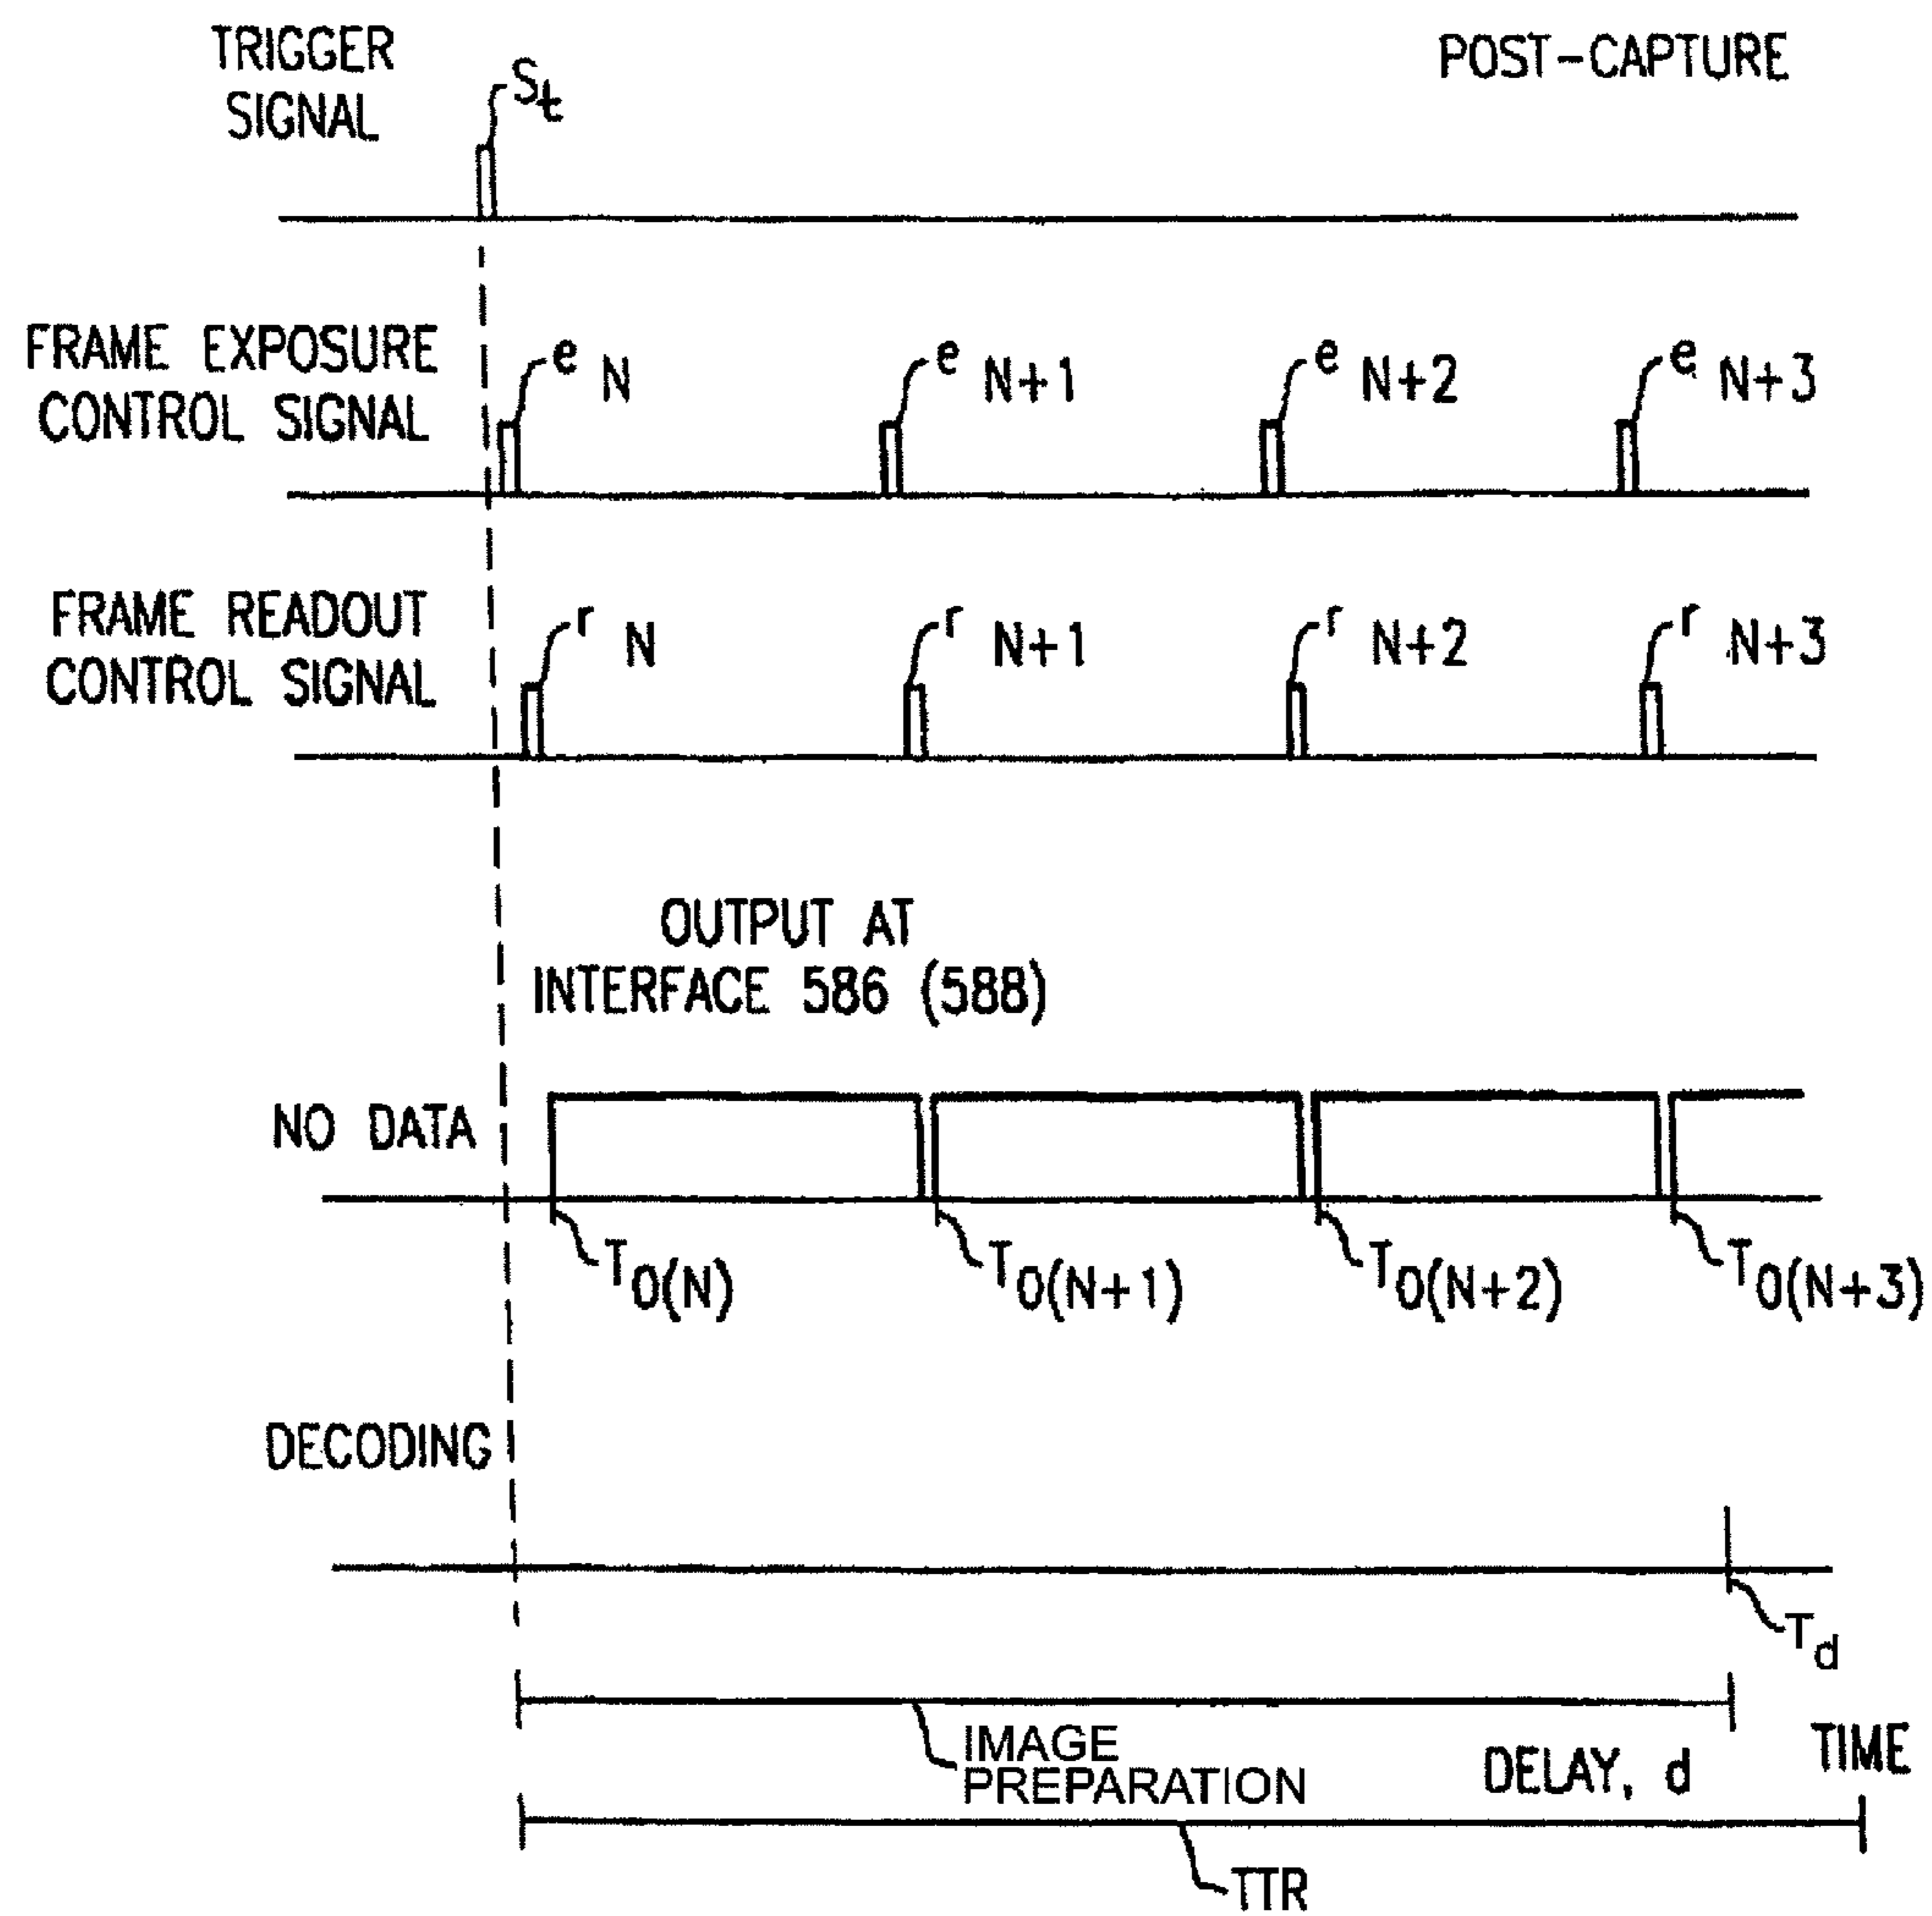 TRIGGER
SIGNAL
POST-CAPTURE
St
FRAME EXPOSURE
CONTROL SIGNAL
e N
e N+1
e N+2
e N+3
FRAME READOUT
CONTROL SIGNAL
r N
r N+1
r N+2
r N+3
OUTPUT AT
INTERFACE 586 (588)
NO DATA
TO(N)
TO(N+1)
TO(N+2)
TO(N+3)
DECODING
Td
IMAGE
PREPARATION
DELAY, d
TIME
TTR